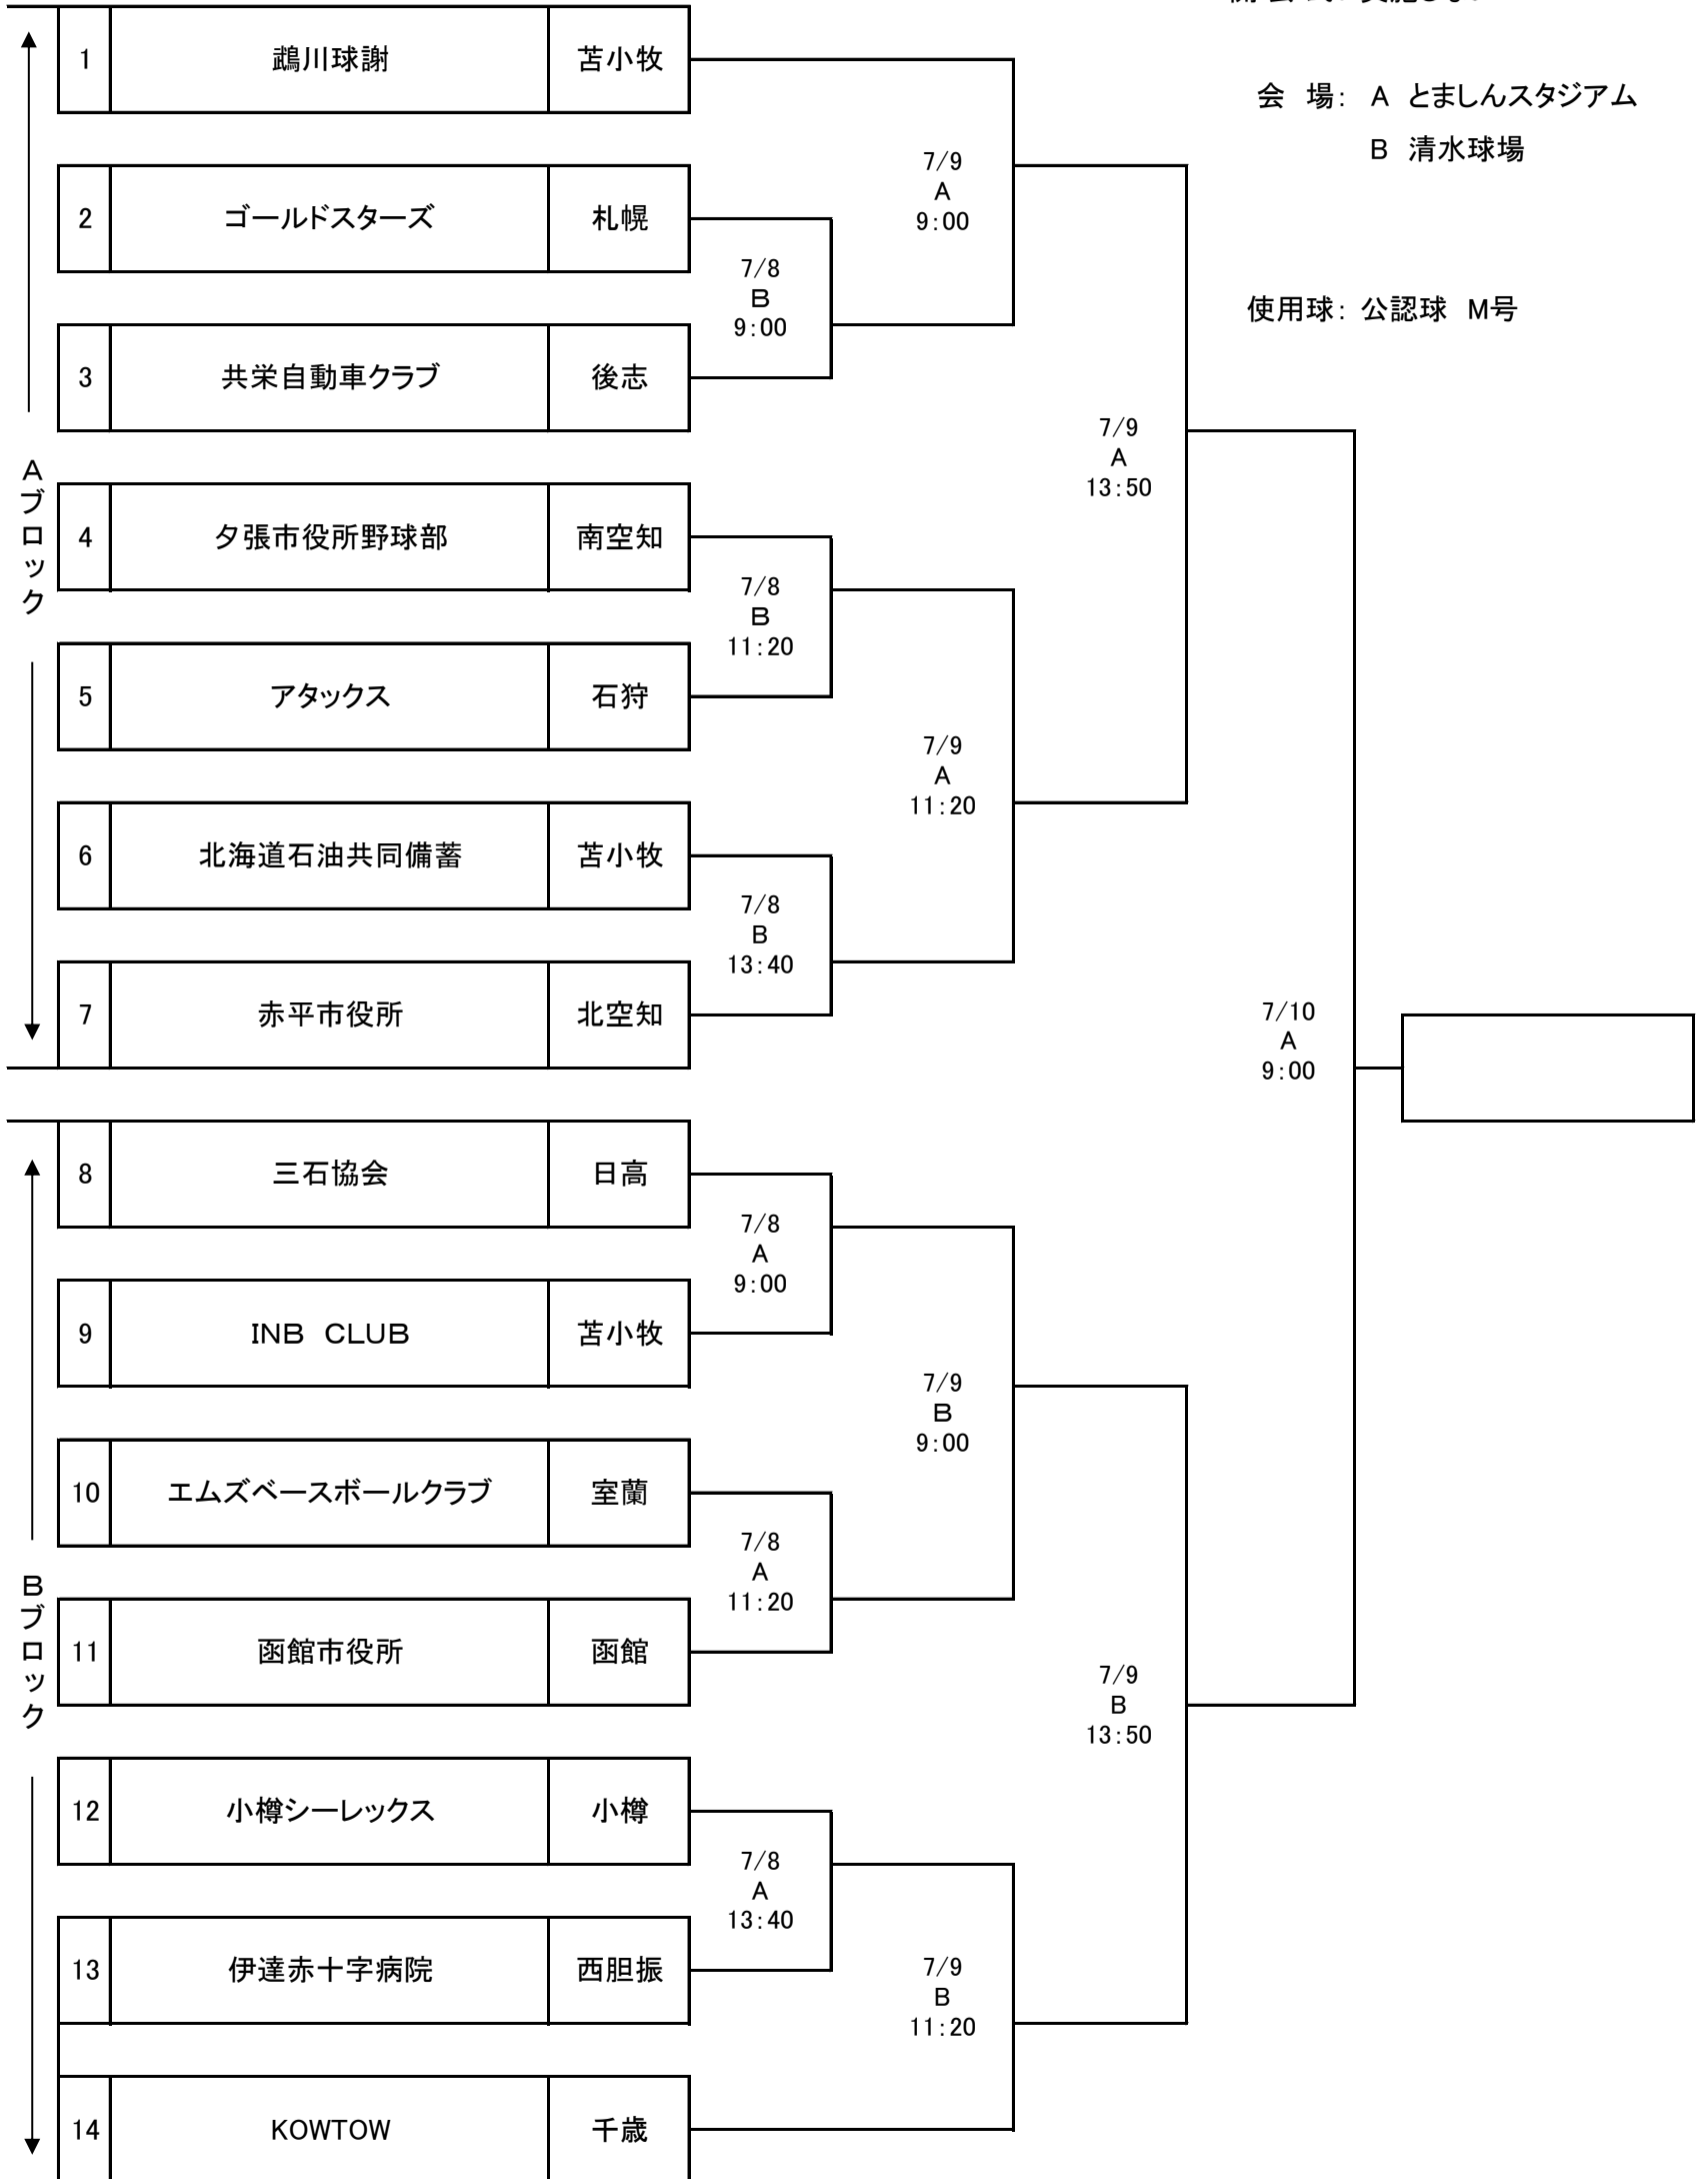 会 場: A とましんスタジアム
B 清水球場
使用球: 公認球 M号
Aブロック
1 鵡川球謝 苫小牧
2 ゴールドスターズ 札幌
3 共栄自動車クラブ 後志
4 夕張市役所野球部 南空知
5 アタックス 石狩
6 北海道石油共同備蓄 苫小牧
7 赤平市役所 北空知
7/8
B
9:00
7/8
B
11:20
7/8
B
13:40
7/9
A
9:00
7/9
A
11:20
7/9
A
13:50
Bブロック
8 三石協会 日高
9 INB CLUB 苫小牧
10 エムズベースボールクラブ 室蘭
11 函館市役所 函館
12 小樽シーレックス 小樽
13 伊達赤十字病院 西胆振
14 KOWTOW 千歳
7/8
A
9:00
7/8
A
11:20
7/8
A
13:40
7/9
B
9:00
7/9
B
11:20
7/9
B
13:50
7/10
A
9:00